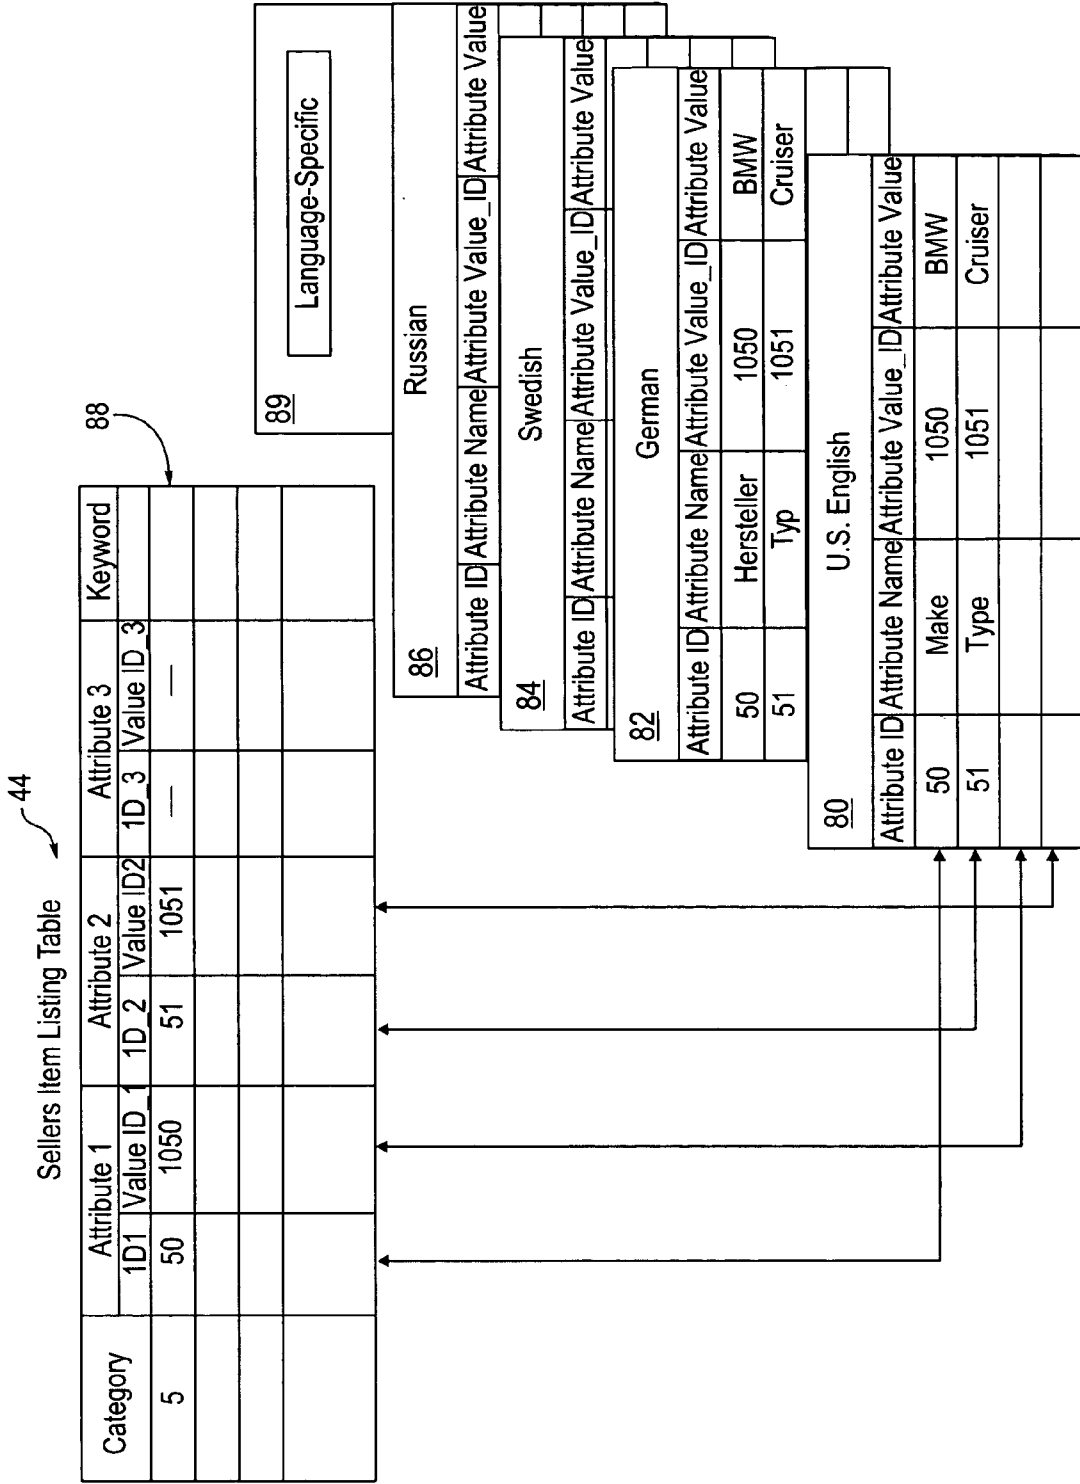 Sellers Item Listing Table
44
Category Attribute 1 Attribute 2 Attribute 3 Keyword
1D1 Value ID_1 1D_2 Value ID2 1D_3 Value ID_3
5 50 1050 51 1051 — —
88
89
Language-Specific
86
Russian
Attribute ID Attribute Name Attribute Value_ID Attribute Value
84
Swedish
Attribute ID Attribute Name Attribute Value_ID Attribute Value
82
German
Attribute ID Attribute Name Attribute Value_ID Attribute Value
50 Hersteller 1050 BMW
51 Typ 1051 Cruiser
80
U.S. English
Attribute ID Attribute Name Attribute Value_ID Attribute Value
50 Make 1050 BMW
51 Type 1051 Cruiser